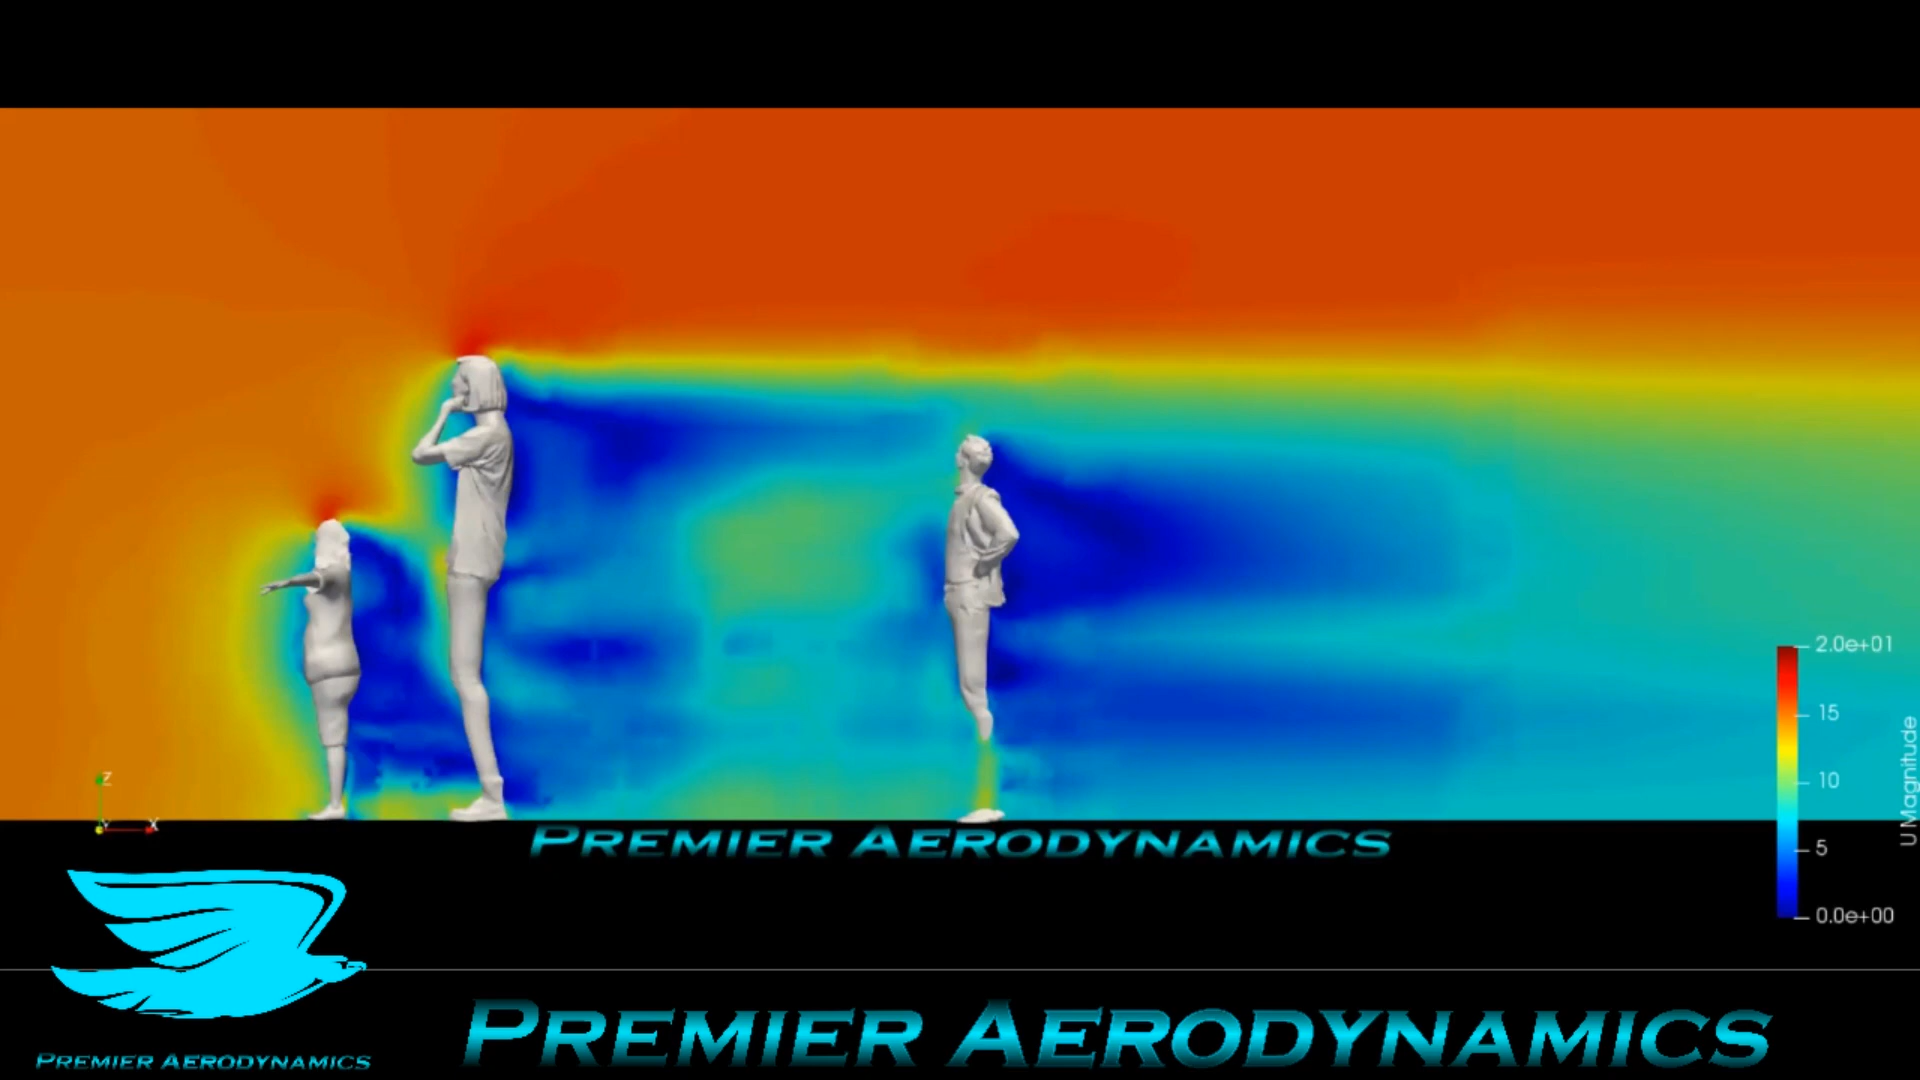 Z
Y
X
2.0e+01
15
10
5
0.0e+00
U Magnitude
PREMIER AERODYNAMICS
PREMIER AERODYNAMICS
PREMIER AERODYNAMICS